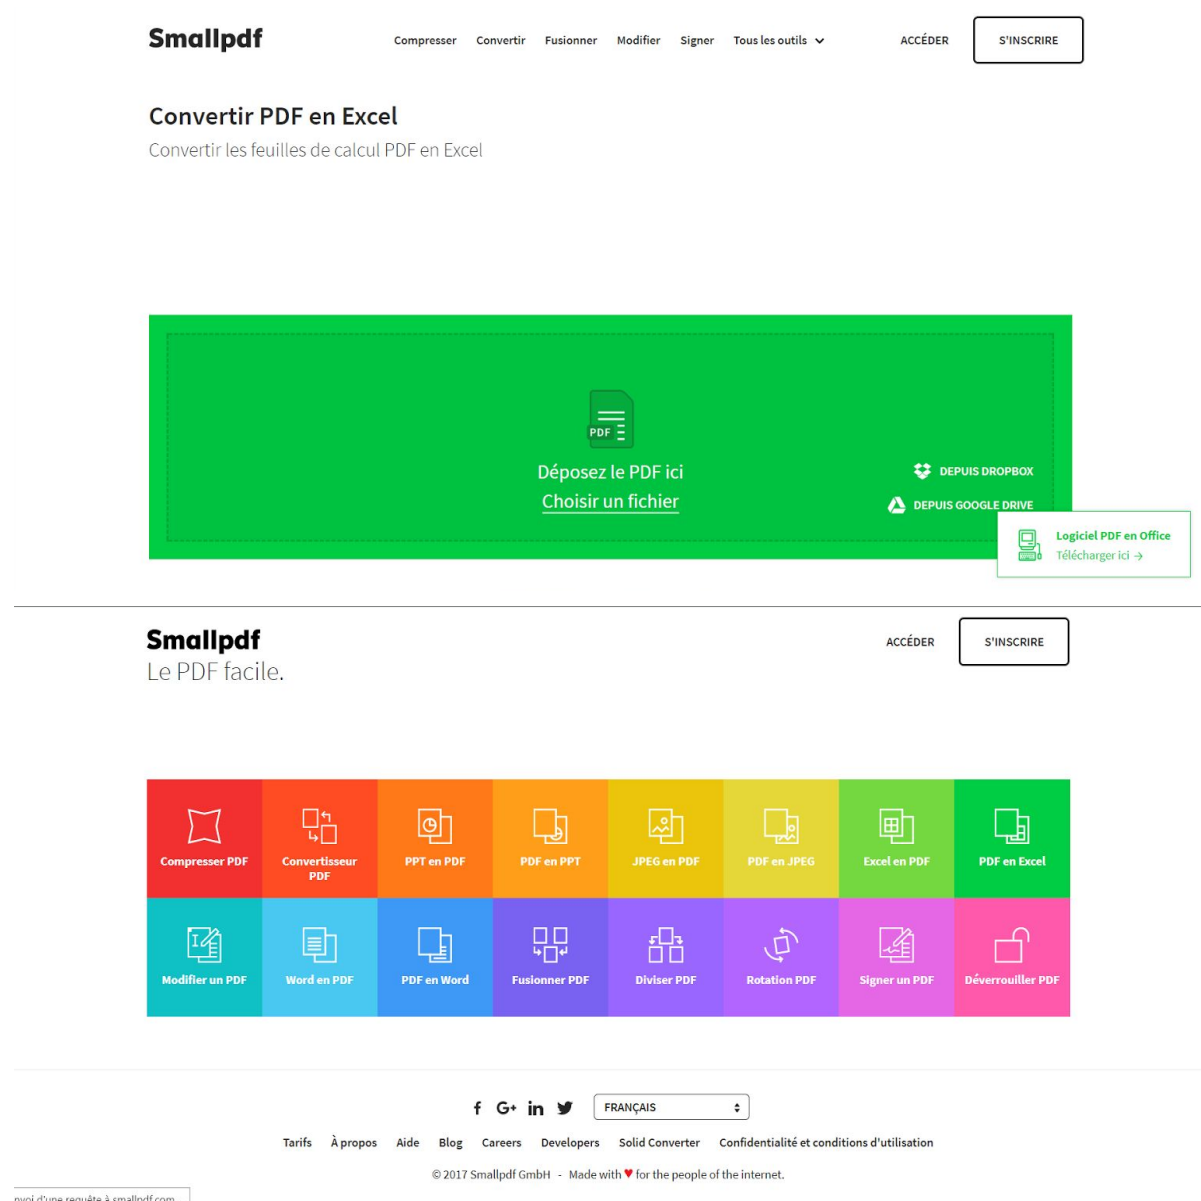 Smallpdf
Compresser Convertir Fusionner Modifier Signer Tous les outils ACCÉDER S'INSCRIRE
Convertir PDF en Excel
Convertir les feuilles de calcul PDF en Excel
PDF
Déposez le PDF ici
Choisir un fichier
DEPUIS DROPBOX
DEPUIS GOOGLE DRIVE
Logiciel PDF en Office
Télécharger ici →
Smallpdf
Le PDF facile.
ACCÉDER S'INSCRIRE
Compresser PDF
Convertisseur
PDF
PPT en PDF
PDF en PPT
JPEG en PDF
PDF en JPEG
Excel en PDF
PDF en Excel
Modifier un PDF
Word en PDF
PDF en Word
Fusionner PDF
Diviser PDF
Rotation PDF
Signer un PDF
Déverrouiller PDF
f G+ in
FRANÇAIS
Tarifs À propos Aide Blog Careers Developers Solid Converter Confidentialité et conditions d'utilisation
© 2017 Smallpdf GmbH - Made with ♥ for the people of the internet.
d'une requête à smallpdf.com